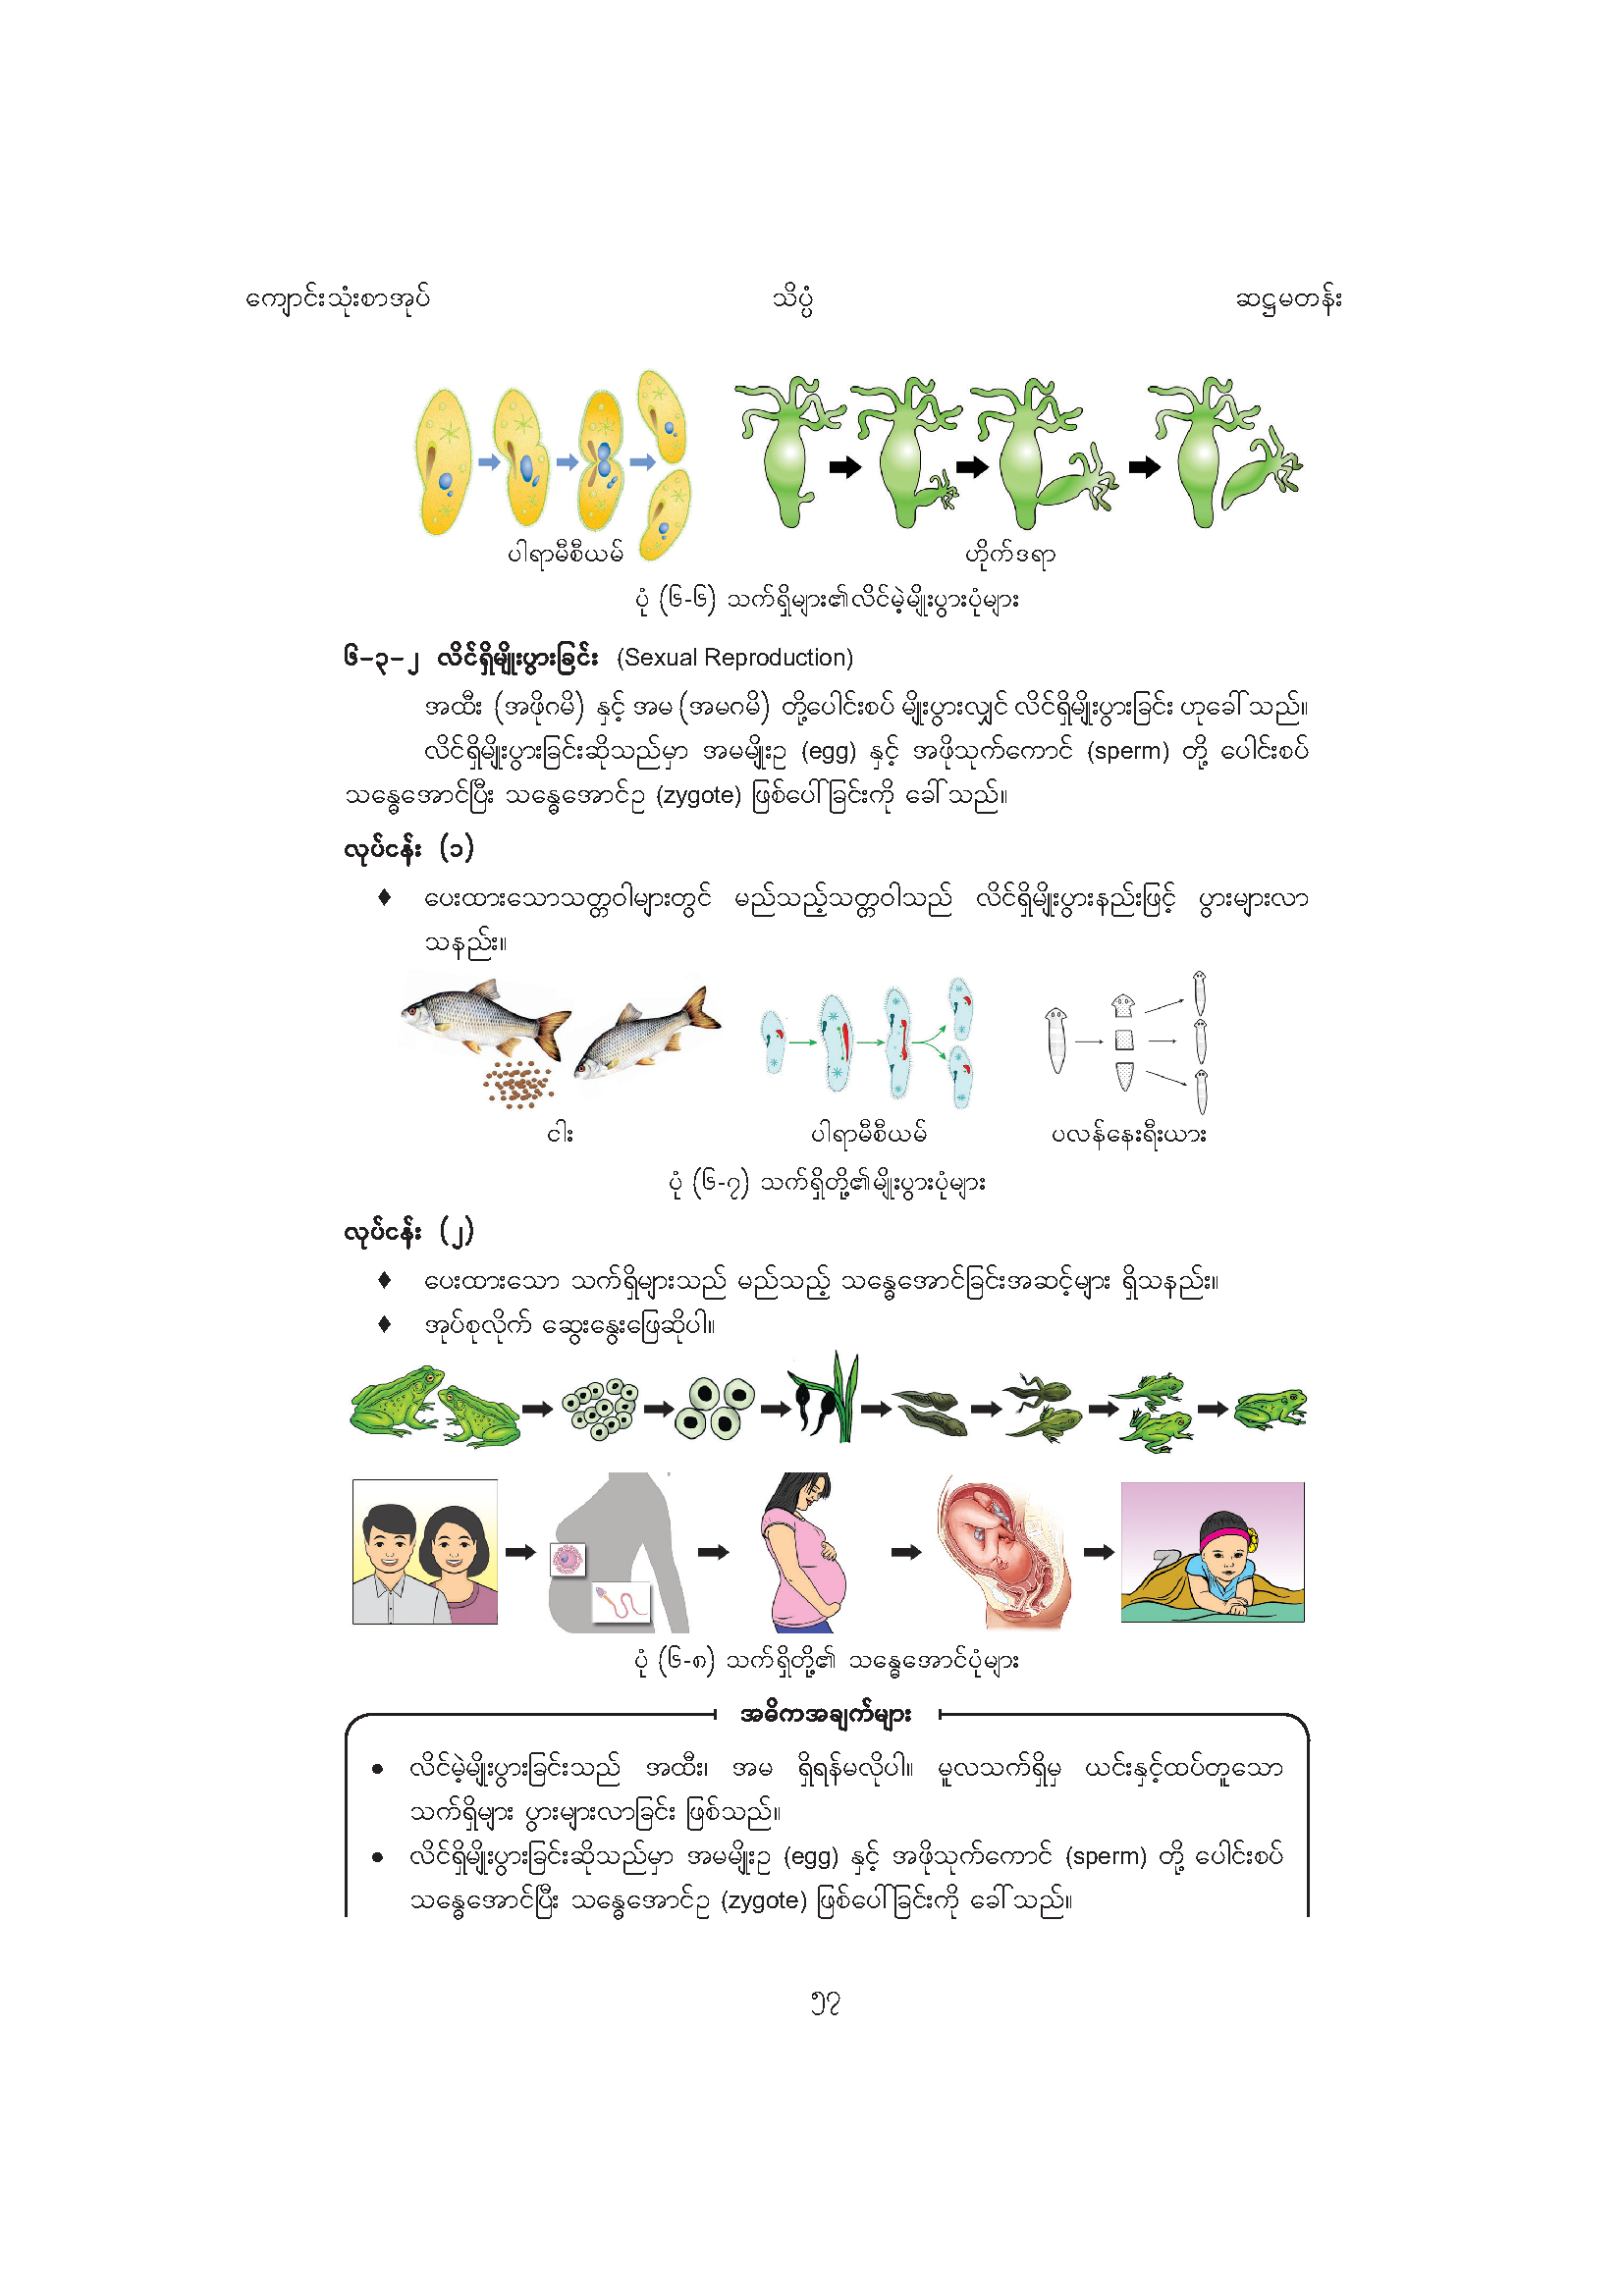 ကျောင်းသုံးစာအုပ် သိပ္ပံ ဆဋ္ဌမတန်း
ပါရာမီစီယမ် ဟိုက်ဒရာ
ပုံ (၆-၆) သက်ရှိများ၏လိင်မဲ့မျိုးပွားပုံများ
၆–၃–၂ လိင်ရှိမျိုးပွားခြင်း (Sexual Reproduction)
အထီး (အဖိုဂမိ) နှင့် အမ (အမဂမိ) တို့ပေါင်းစပ် မျိုးပွားလျှင် လိင်ရှိမျိုးပွားခြင်း ဟုခေါ်သည်။
လိင်ရှိမျိုးပွားခြင်းဆိုသည်မှာ အမမျိုးဥ (egg) နှင့် အဖိုသုက်ကောင် (sperm) တို့ ပေါင်းစပ်
သန္ဓေအောင်ပြီး သန္ဓေအောင်ဥ (zygote) ဖြစ်ပေါ်ခြင်းကို ခေါ်သည်။
လုပ်ငန်း (၁)
♦ ပေးထားသောသတ္တဝါများတွင် မည်သည့်သတ္တဝါသည် လိင်ရှိမျိုးပွားနည်းဖြင့် ပွားများလာ
သနည်း။
ငါး ပါရာမီစီယမ် ပလန်နေးရီးယား
ပုံ (၆-၇) သက်ရှိတို့၏မျိုးပွားပုံများ
လုပ်ငန်း (၂)
♦ ပေးထားသော သက်ရှိများသည် မည်သည့် သန္ဓေအောင်ခြင်းအဆင့်များ ရှိသနည်း။
♦ အုပ်စုလိုက် ဆွေးနွေးဖြေဆိုပါ။
ပုံ (၆-၈) သက်ရှိတို့၏ သန္ဓေအောင်ပုံများ
အဓိကအချက်များ
● လိင်မဲ့မျိုးပွားခြင်းသည် အထီး၊ အမ ရှိရန်မလိုပါ။ မူလသက်ရှိမှ ယင်းနှင့်ထပ်တူသော
သက်ရှိများ ပွားများလာခြင်း ဖြစ်သည်။
● လိင်ရှိမျိုးပွားခြင်းဆိုသည်မှာ အမမျိုးဥ (egg) နှင့် အဖိုသုက်ကောင် (sperm) တို့ ပေါင်းစပ်
သန္ဓေအောင်ပြီး သန္ဓေအောင်ဥ (zygote) ဖြစ်ပေါ်ခြင်းကို ခေါ်သည်။
၅၇